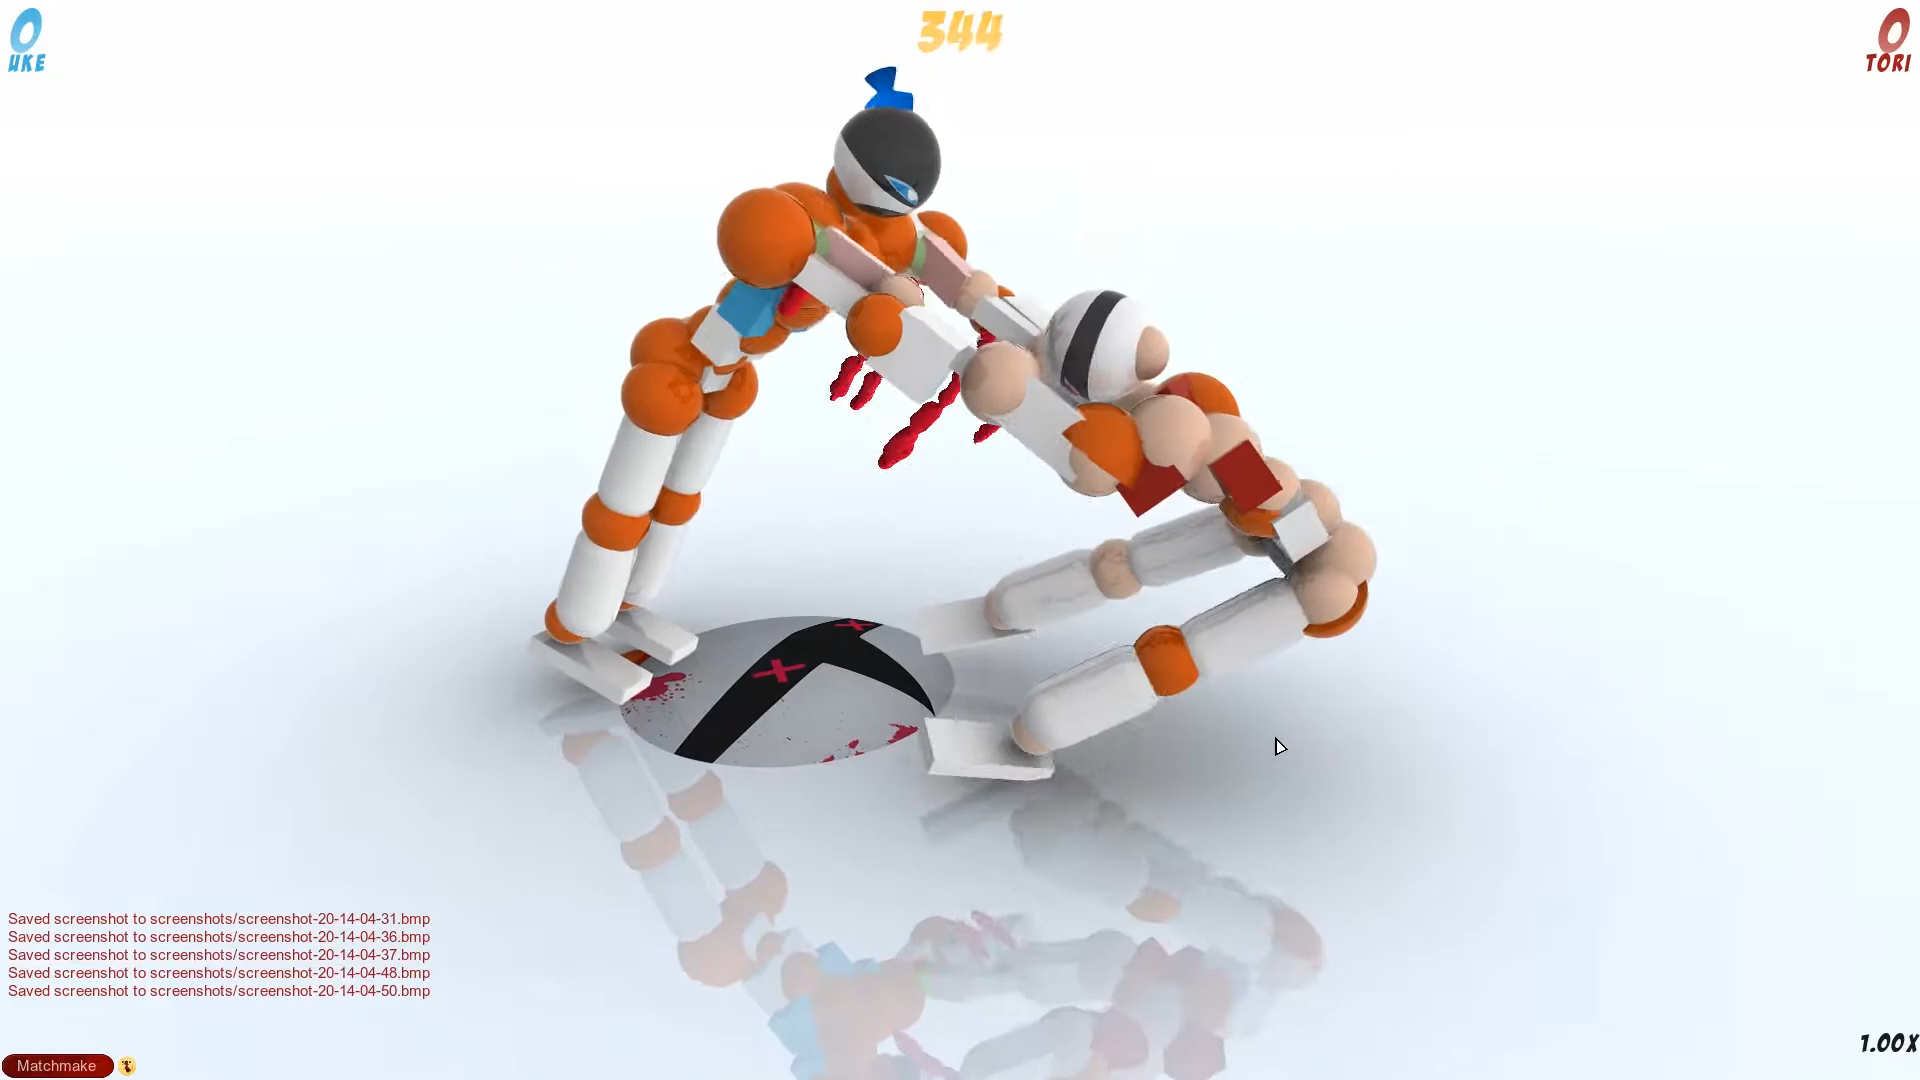 0
UKE
344
0
TORI
Saved screenshot to screenshots/screenshot-20-14-04-31.bmp
Saved screenshot to screenshots/screenshot-20-14-04-36.bmp
Saved screenshot to screenshots/screenshot-20-14-04-37.bmp
Saved screenshot to screenshots/screenshot-20-14-04-48.bmp
Saved screenshot to screenshots/screenshot-20-14-04-50.bmp
1.00X
Matchmake